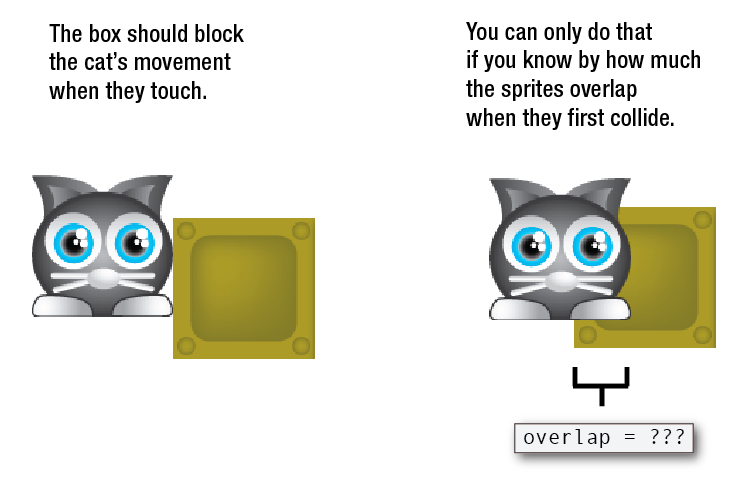 The box should block
the cat’s movement
when they touch.
You can only do that
if you know by how much
the sprites overlap
when they first collide.
overlap = ???